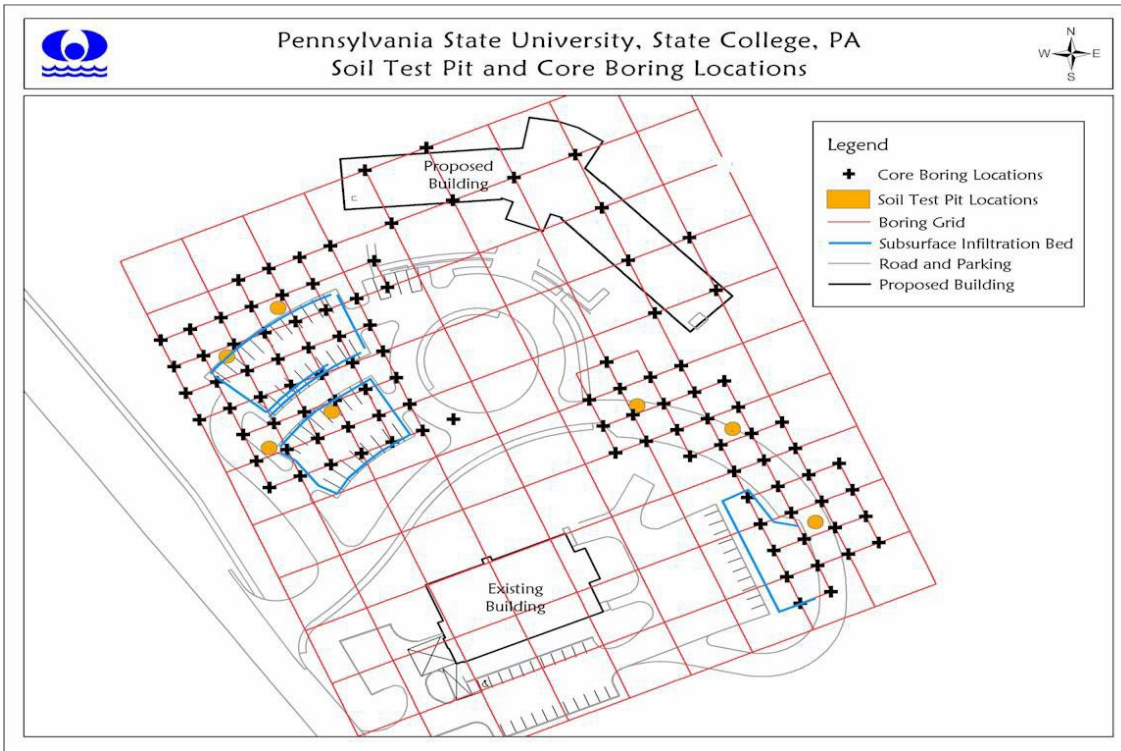 Pennsylvania State University, State College, PA
Soil Test Pit and Core Boring Locations
N
W E
S
Legend
Core Boring Locations
Soil Test Pit Locations
Boring Grid
Subsurface Infiltration Bed
Road and Parking
Proposed Building
Proposed
Building
Existing
Building